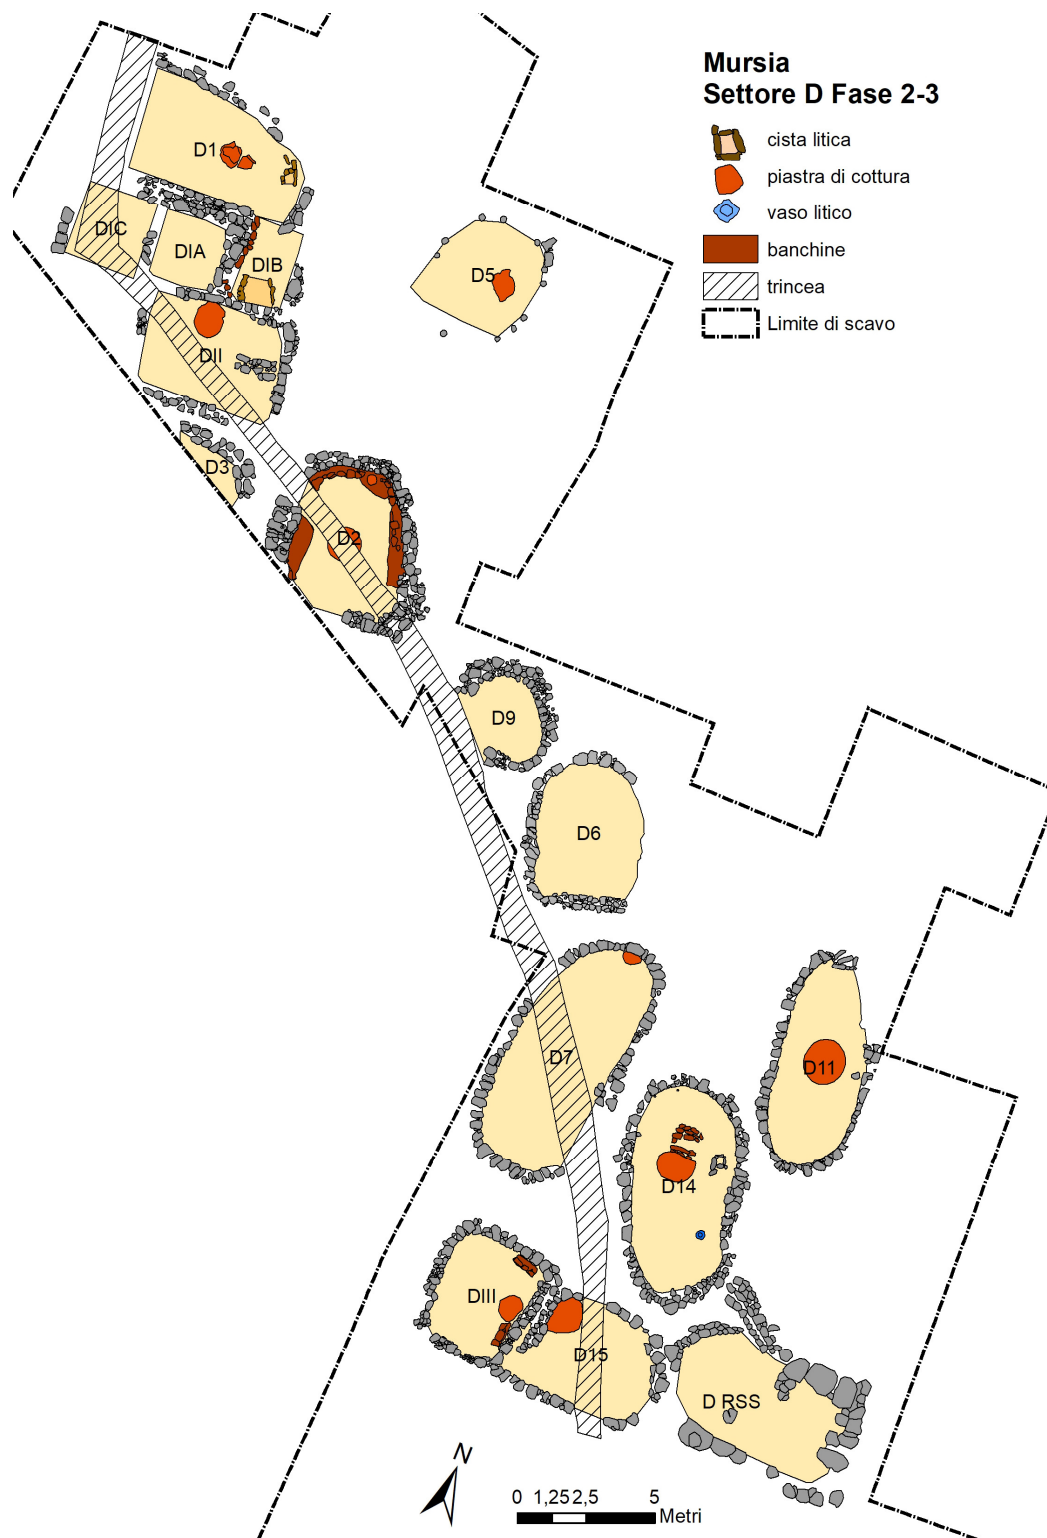 Mursia
Settore D Fase 2-3
cista litica
piastra di cottura
vaso litico
banchine
trincea
Limite di scavo
D1
DIC
DIA
DIB
D5
DII
D3
D2
D9
D6
D7
D11
D14
DIII
D15
D RSS
N
0 1,25 2,5 5
Metri